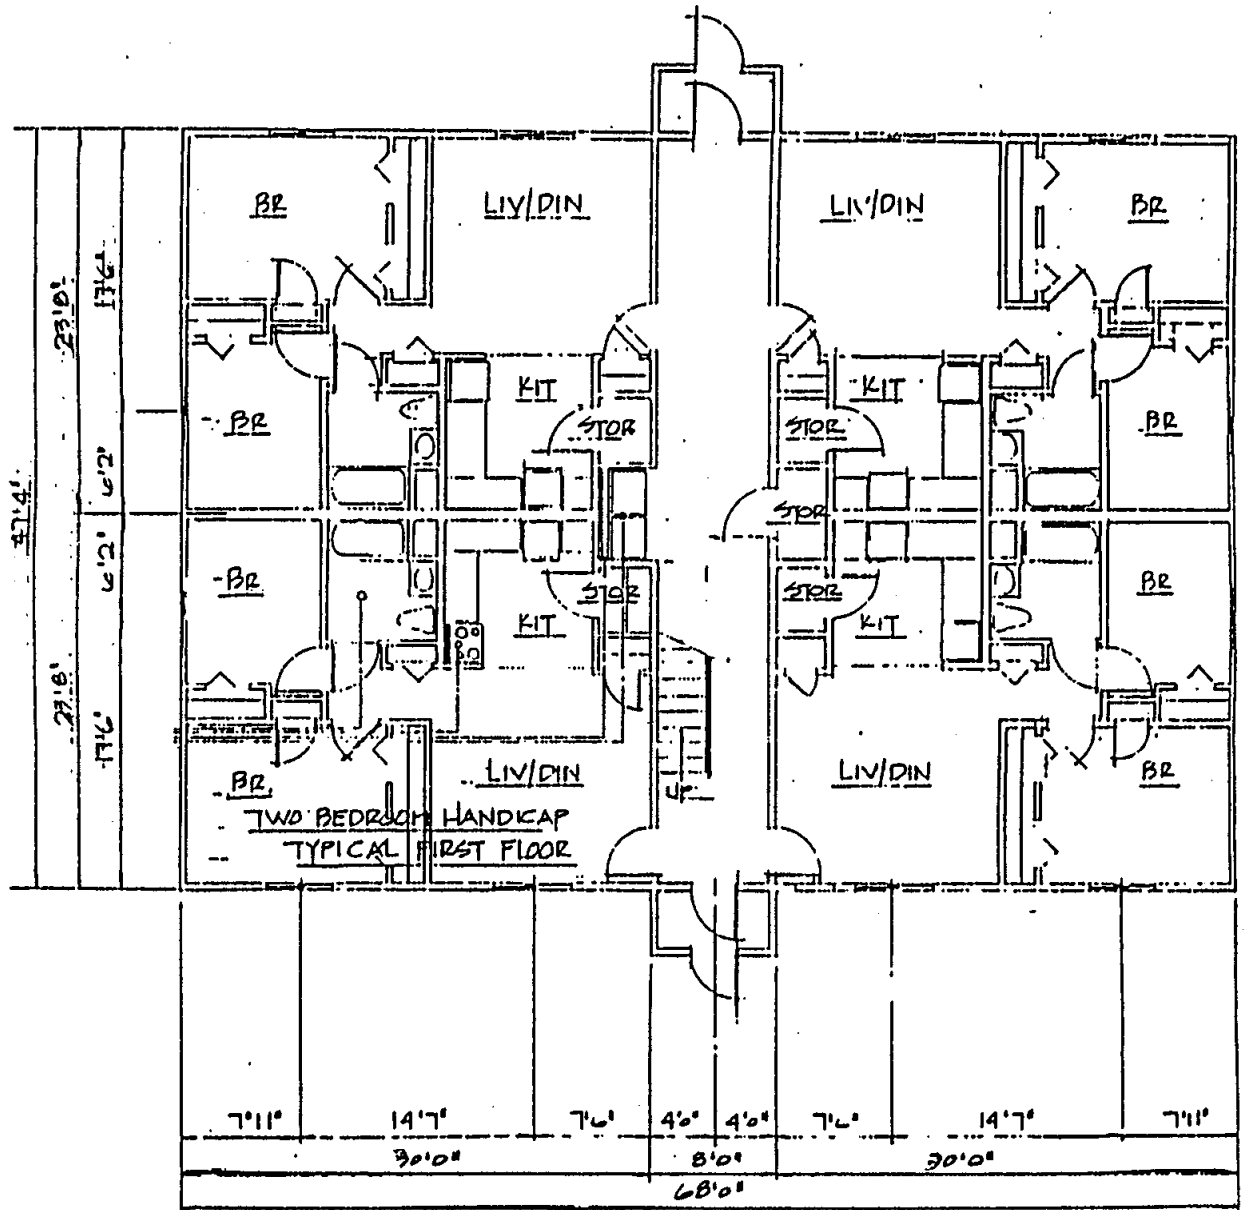 BR
LIV/DIN
LIV/DIN
BR
17'6"
23'8"
KIT
KIT
BR
STOR
STOR
BR
6'2"
47'4"
STOR
6'2"
BR
STOR
STOR
BR
KIT
KIT
23'8"
17'6"
BR
LIV/DIN
LIV/DIN
BR
UP
TWO BEDROOM HANDICAP
TYPICAL FIRST FLOOR
7'11" 14'7" 7'6" 4'0" 4'0" 7'6" 14'7" 7'11"
30'0" 8'0" 30'0"
68'0"